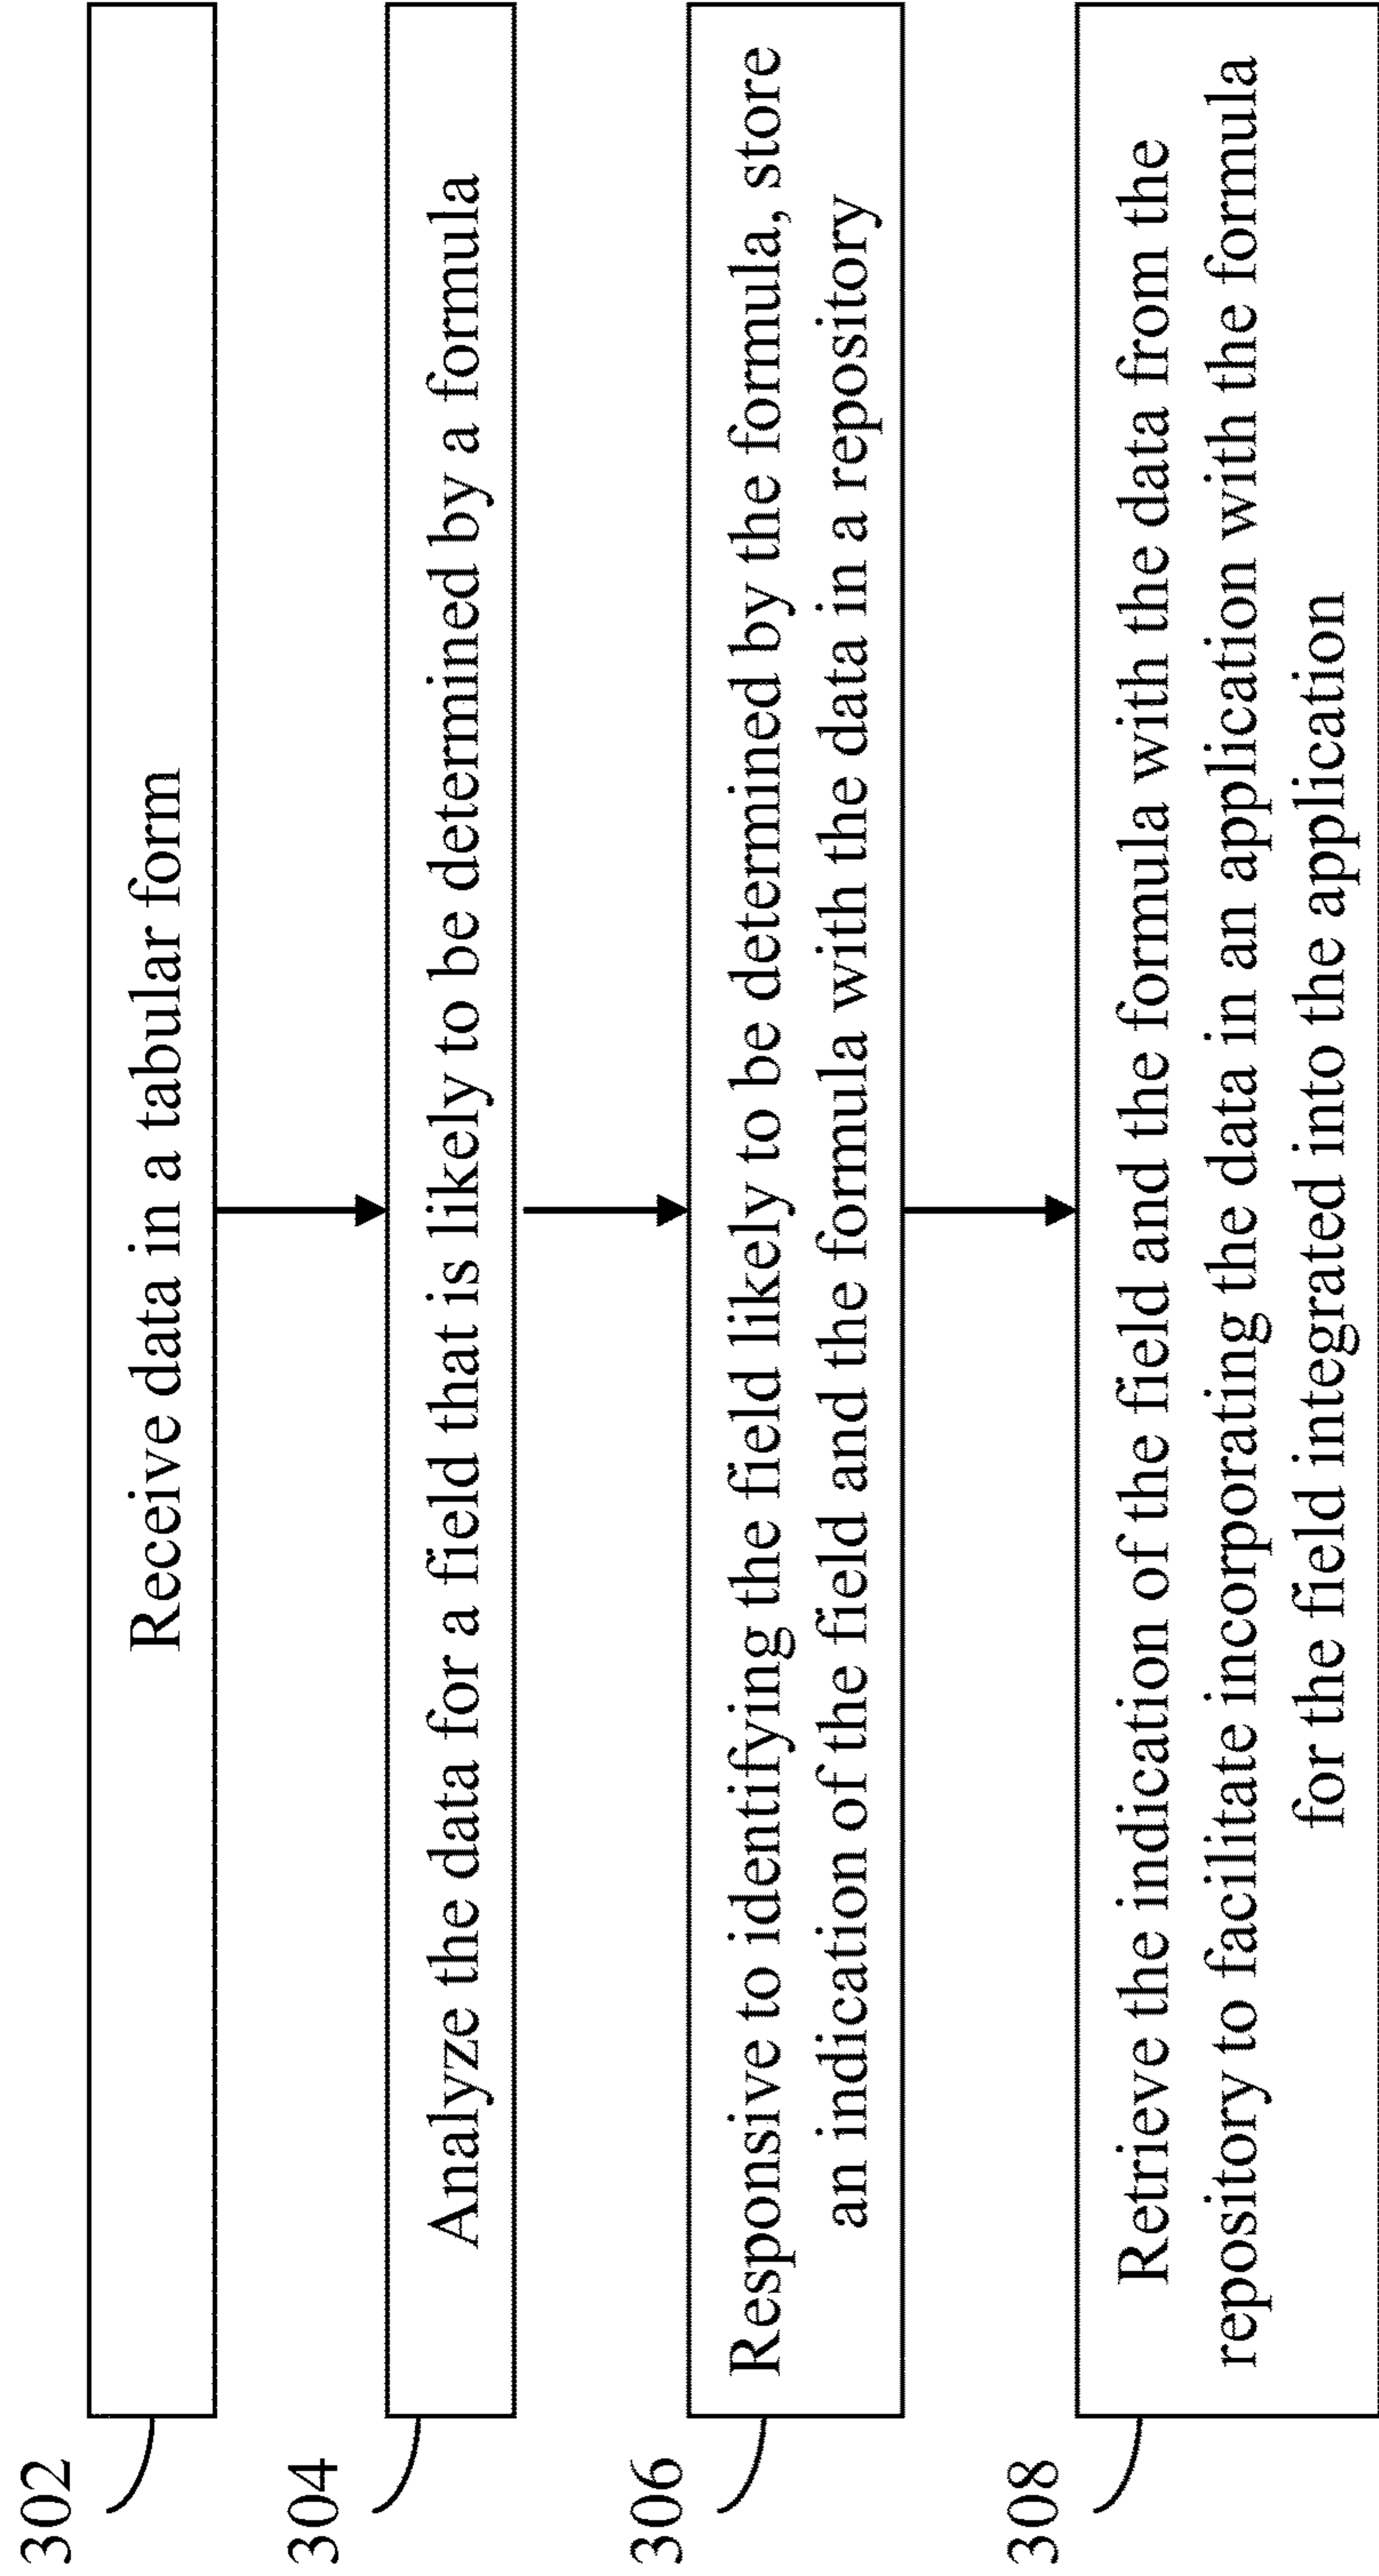 302
Receive data in a tabular form
304
Analyze the data for a field that is likely to be determined by a formula
306
Responsive to identifying the field likely to be determined by the formula, store
an indication of the field and the formula with the data in a repository
308
Retrieve the indication of the field and the formula with the data from the
repository to facilitate incorporating the data in an application with the formula
for the field integrated into the application